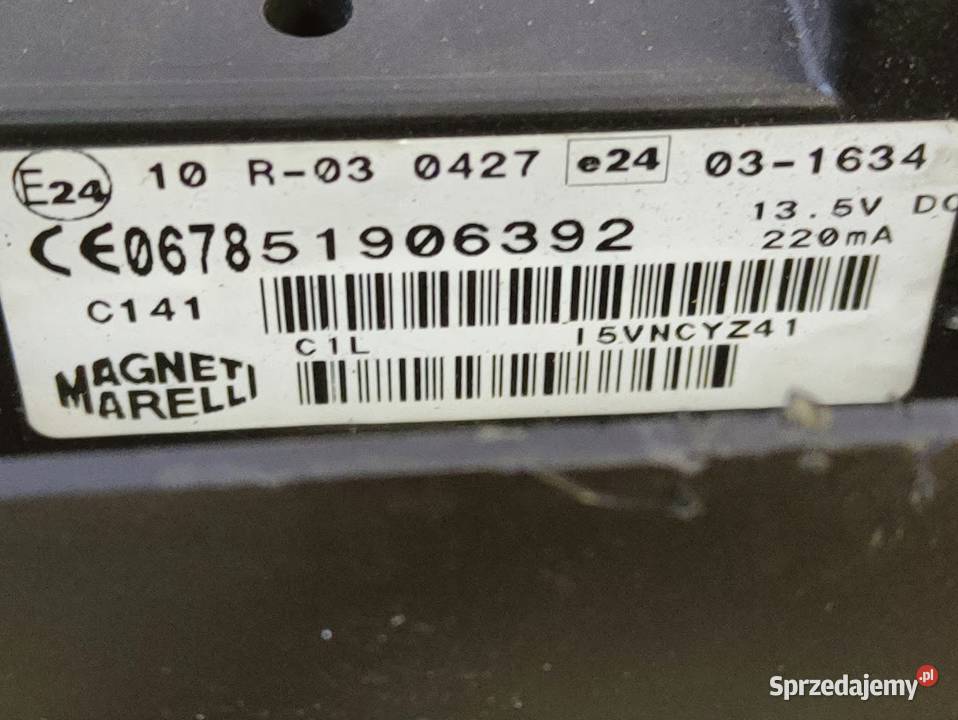 E24 10 R-03 0427 e24 03-1634
13.5V DC
CE0678 51906392 220mA
C141
C1L I5VNCYZ41
MAGNETI
MARELLI
Sprzedajemy.pl